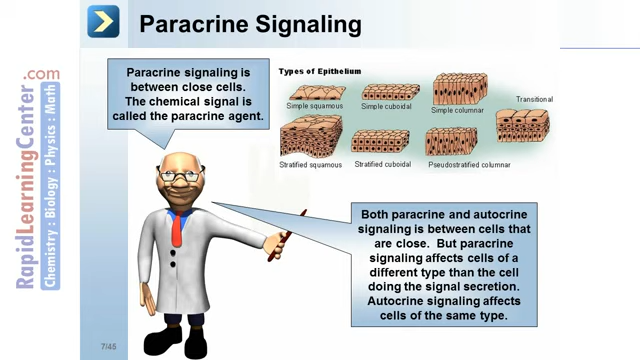 Paracrine Signaling
Paracrine signaling is
between close cells.
The chemical signal is
called the paracrine agent.
Types of Epithelium
Simple squamous
Simple cuboidal
Simple columnar
Transitional
Stratified squamous
Stratified cuboidal
Pseudostratified columnar
Both paracrine and autocrine
signaling is between cells that
are close. But paracrine
signaling affects cells of a
different type than the cell
doing the signal secretion.
Autocrine signaling affects
cells of the same type.
RapidLearningCenter.com
Chemistry : Biology : Physics : Math
7/45